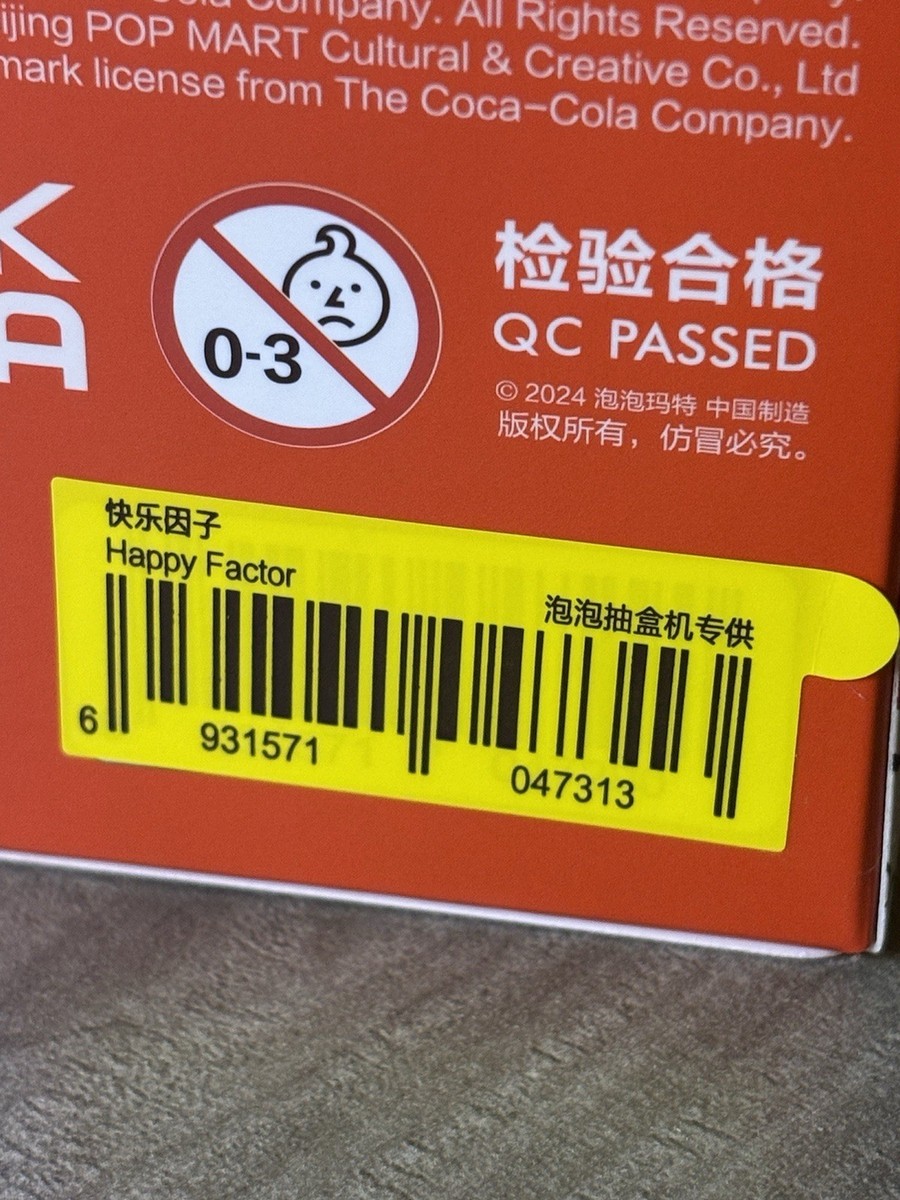 Cola Company. All Rights Reserved.
ijing POP MART Cultural & Creative Co., Ltd
mark license from The Coca-Cola Company.
K
A
0-3
检验合格
QC PASSED
© 2024 泡泡玛特 中国制造
版权所有，仿冒必究。
快乐因子
Happy Factor
泡泡抽盒机专供
6 931571 047313